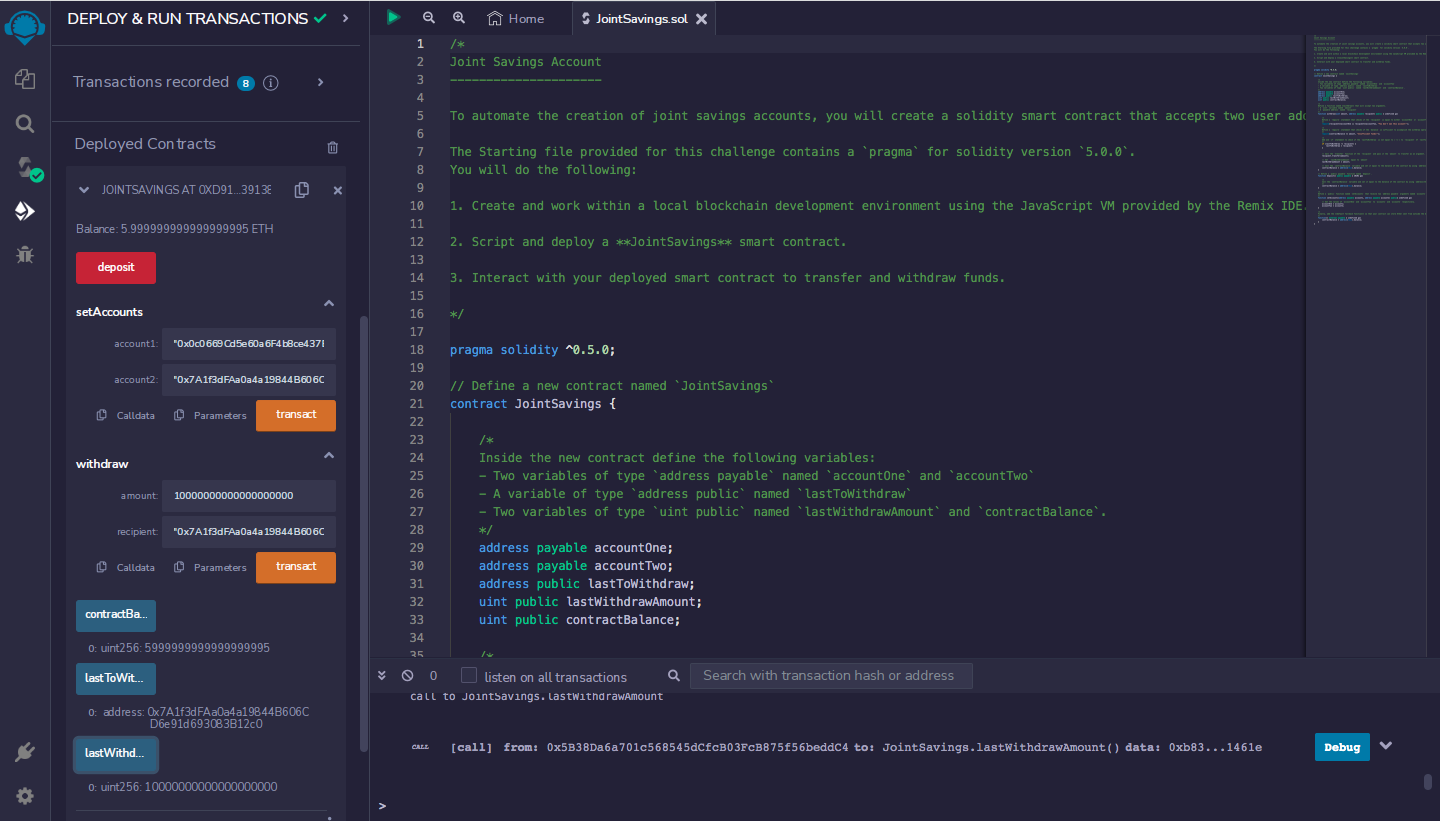 DEPLOY & RUN TRANSACTIONS
Transactions recorded 8 i
Deployed Contracts
JOINTSAVINGS AT 0XD91...3913E
Balance: 5.999999999999999995 ETH
deposit
setAccounts
account1: "0x0c0669Cd5e60a6F4b8ce437E
account2: "0x7A1f3dFAa0a4a19844B606C
Calldata Parameters transact
withdraw
amount: 10000000000000000000
recipient: "0x7A1f3dFAa0a4a19844B606C
Calldata Parameters transact
contractBa...
0: uint256: 5999999999999999995
lastToWit...
0: address: 0x7A1f3dFAa0a4a19844B606C
D6e91d693083B12c0
lastWithd...
0: uint256: 10000000000000000000
Home
JointSavings.sol
1 /*
2 Joint Savings Account
3 ---------------------
4
5 To automate the creation of joint savings accounts, you will create a solidity smart contract that accepts two user add
6
7 The Starting file provided for this challenge contains a `pragma` for solidity version `5.0.0`.
8 You will do the following:
9
10 1. Create and work within a local blockchain development environment using the JavaScript VM provided by the Remix IDE.
11
12 2. Script and deploy a **JointSavings** smart contract.
13
14 3. Interact with your deployed smart contract to transfer and withdraw funds.
15
16 */
17
18 pragma solidity ^0.5.0;
19
20 // Define a new contract named `JointSavings`
21 contract JointSavings {
22
23 /*
24 Inside the new contract define the following variables:
25 - Two variables of type `address payable` named `accountOne` and `accountTwo`
26 - A variable of type `address public` named `lastToWithdraw`
27 - Two variables of type `uint public` named `lastWithdrawAmount` and `contractBalance`.
28 */
29 address payable accountOne;
30 address payable accountTwo;
31 address public lastToWithdraw;
32 uint public lastWithdrawAmount;
33 uint public contractBalance;
34
35 /*
0 listen on all transactions Search with transaction hash or address
call to JointSavings.lastWithdrawAmount
CALL [call] from: 0x5B38Da6a701c568545dCfcB03FcB875f56beddC4 to: JointSavings.lastWithdrawAmount() data: 0xb83...1461e Debug
>